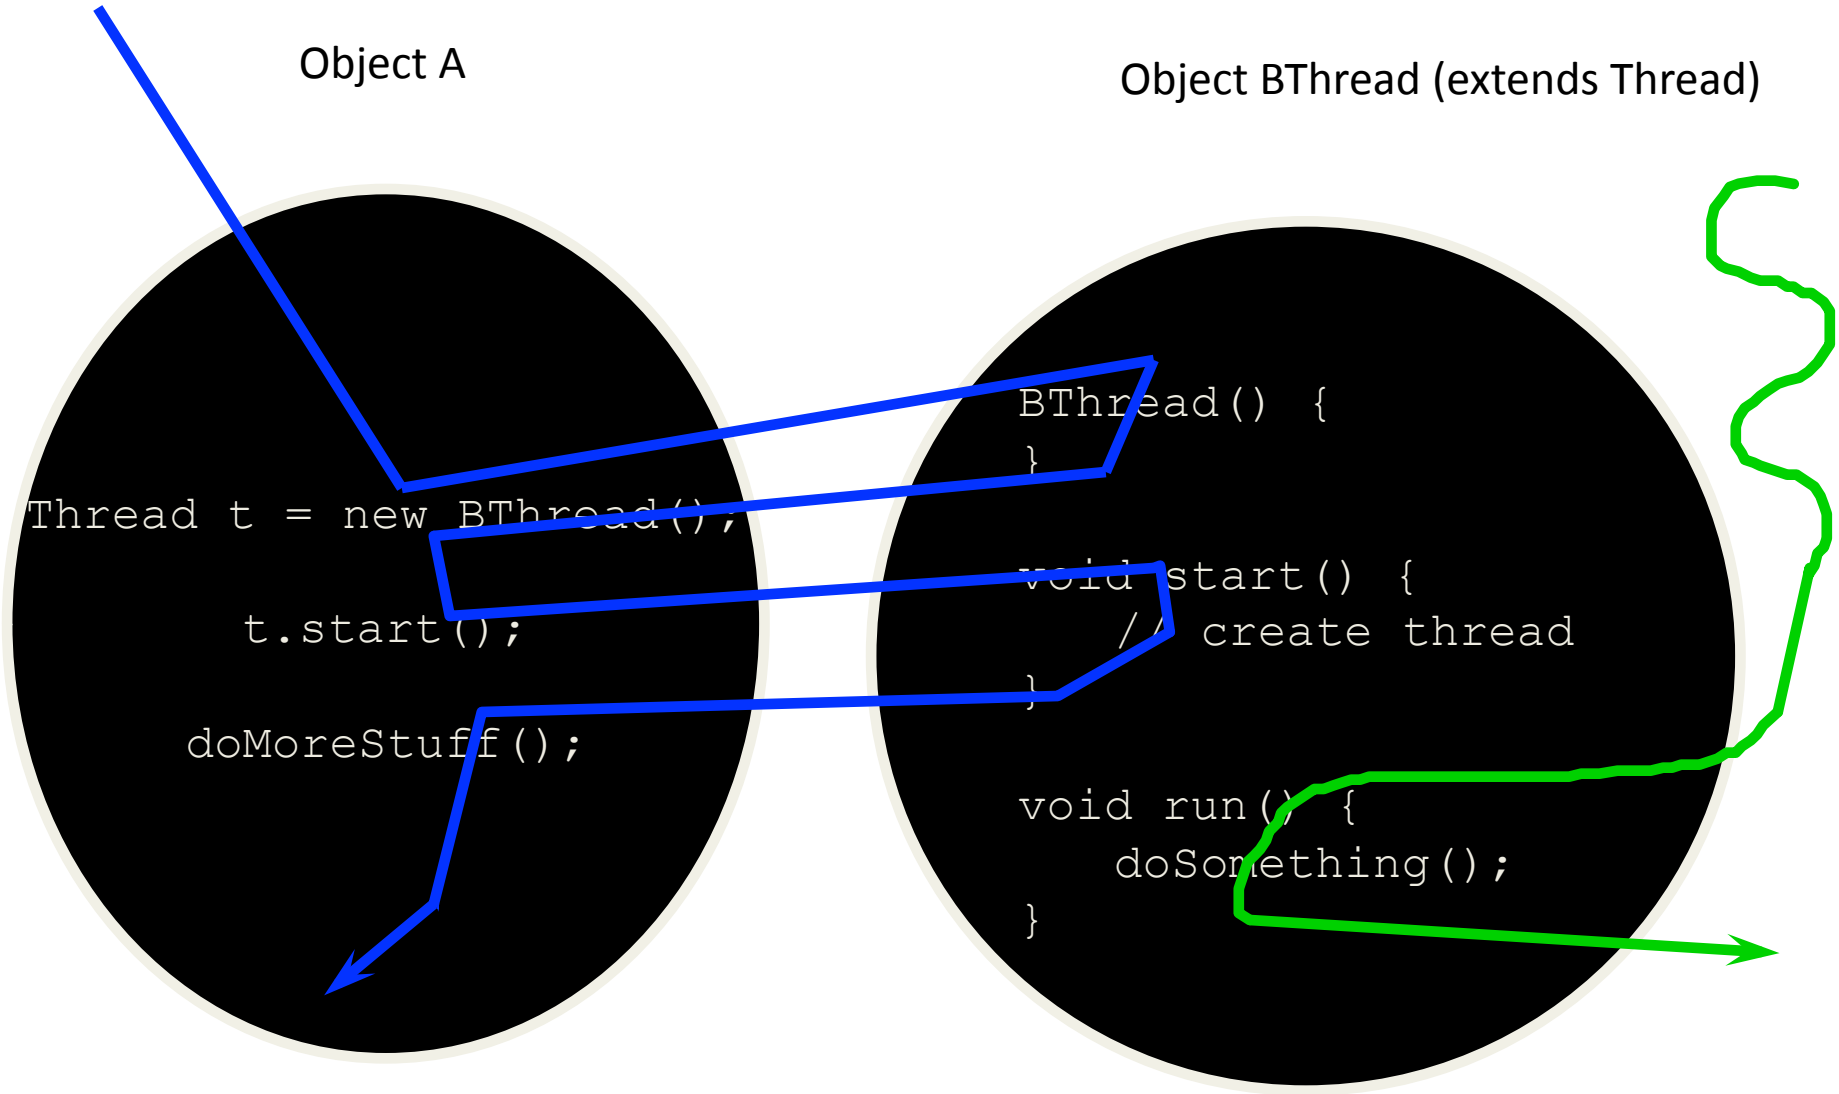 Object A
Thread t = new BThread();
t.start();
doMoreStuff();
Object BThread (extends Thread)
BThread() {
}
void start() {
// create thread
}
void run() {
doSomething();
}